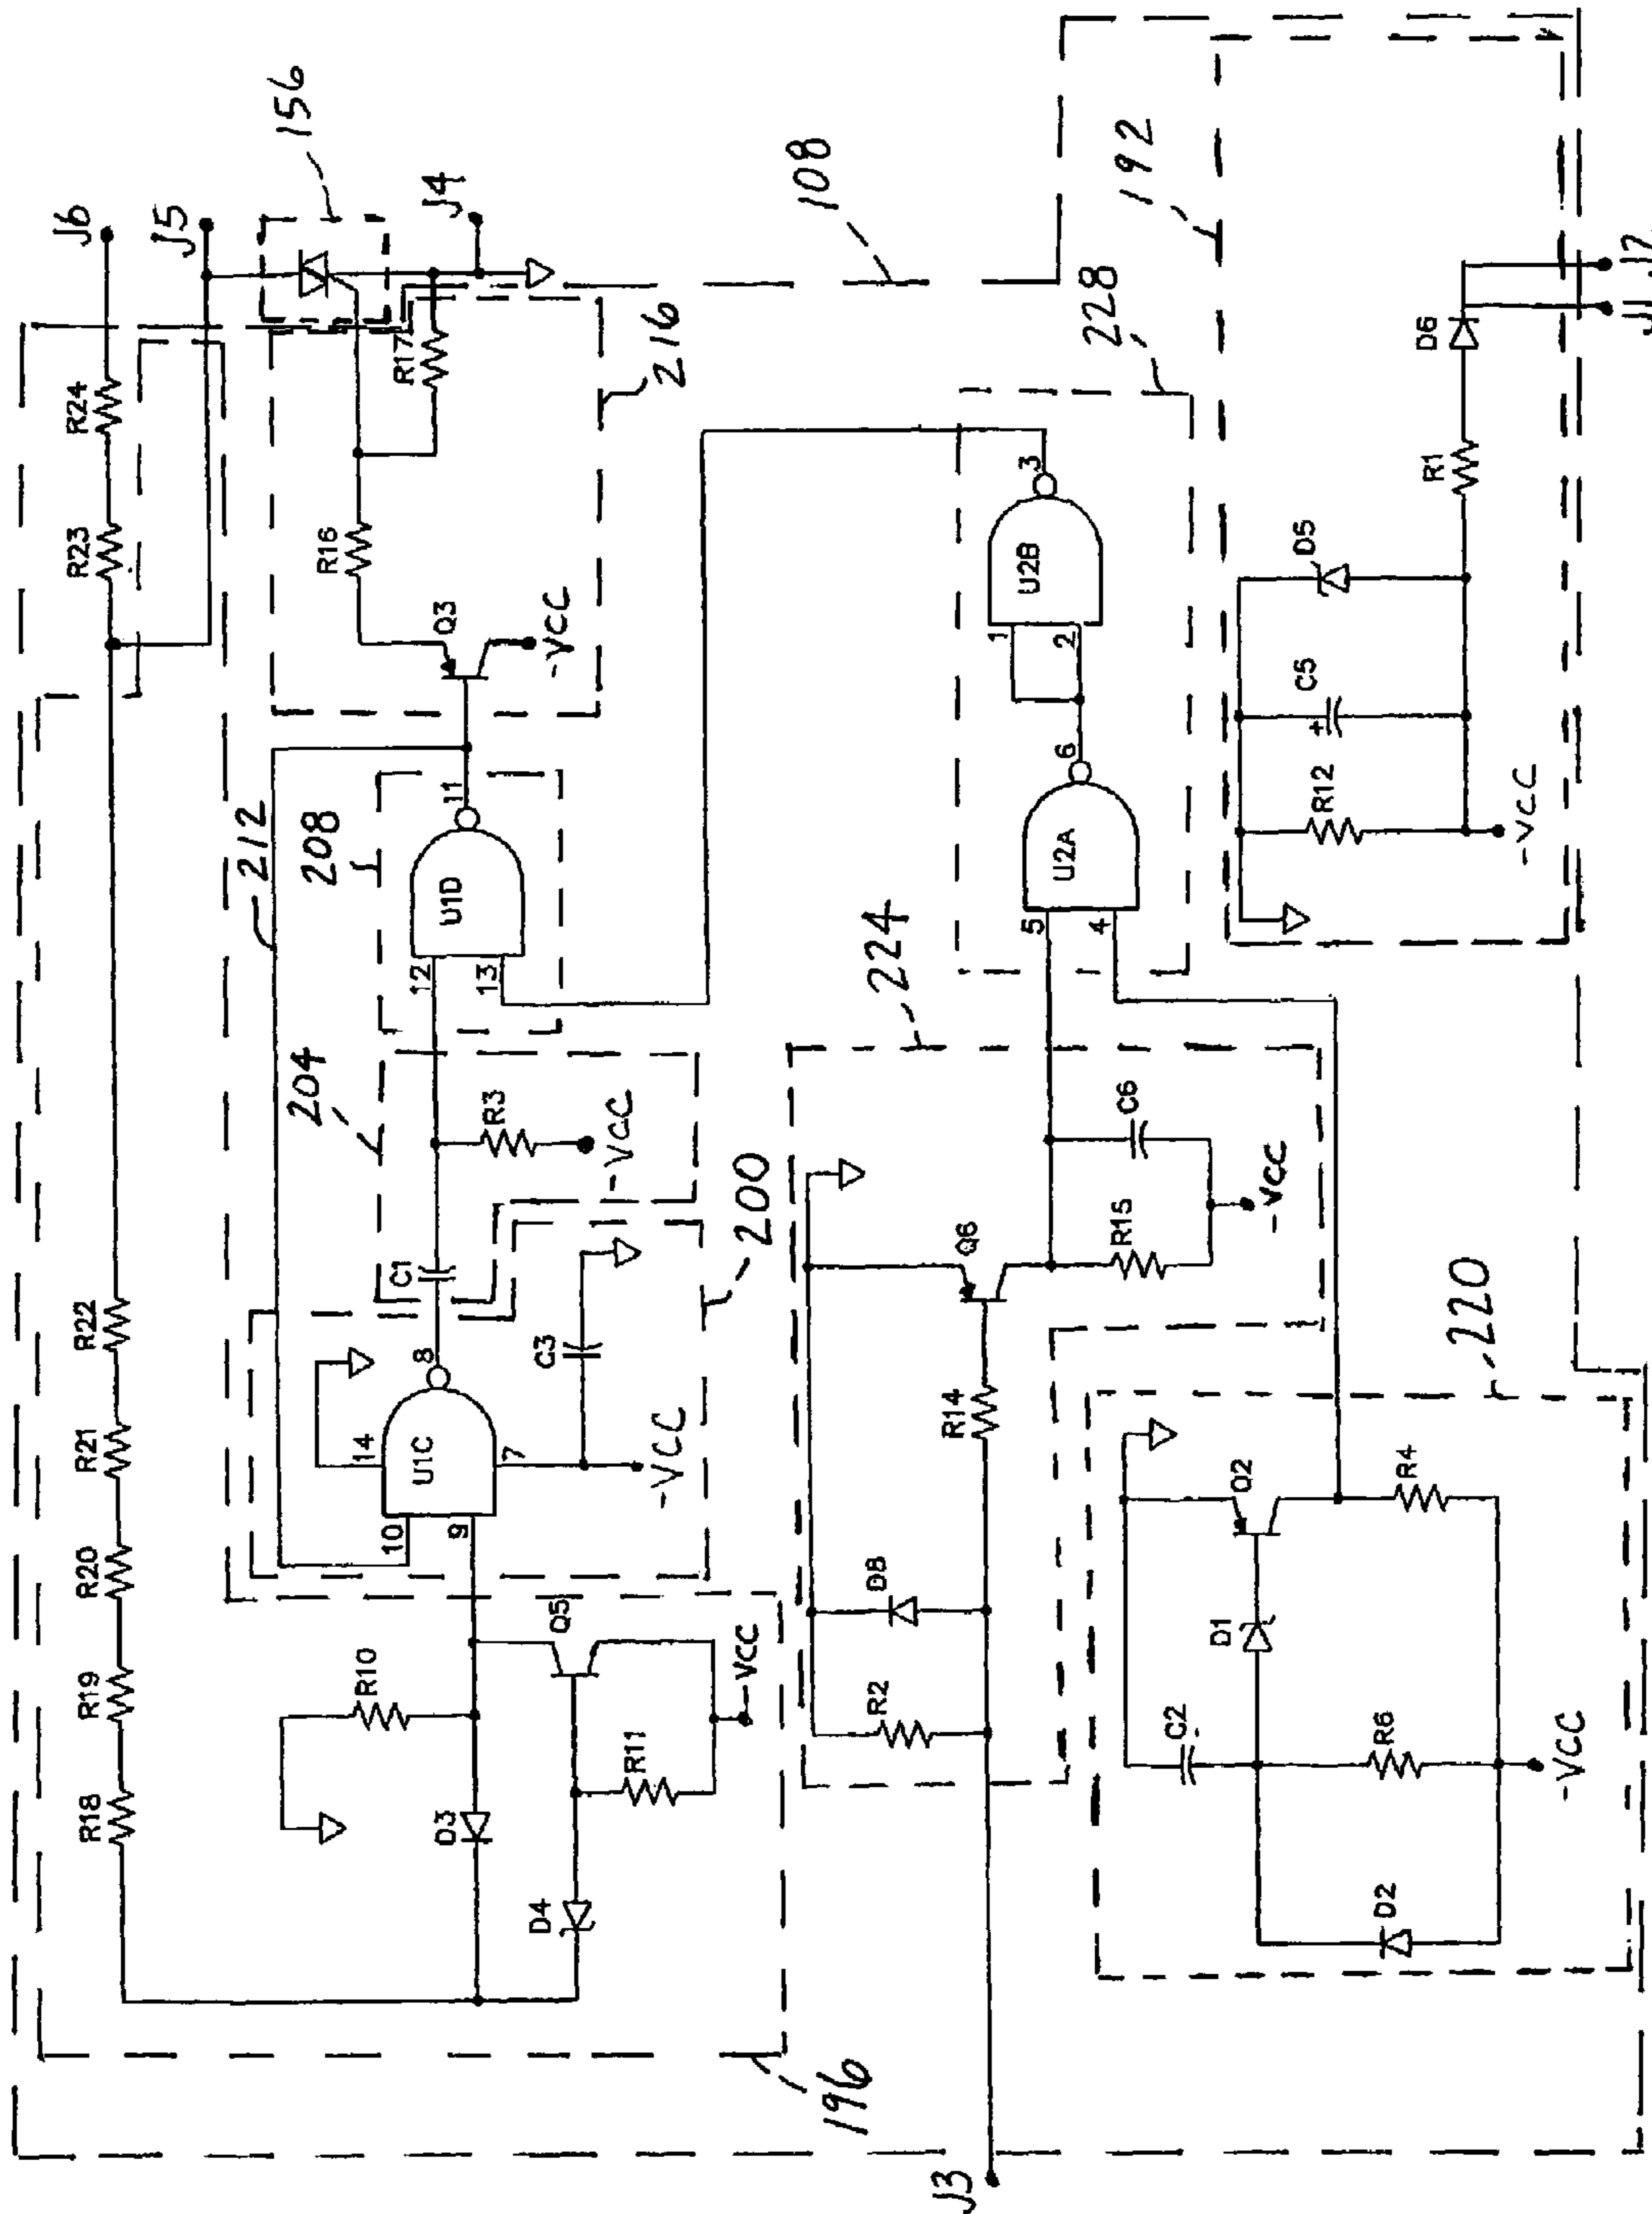 J6
R24
R23
R22
R21
R20
R19
R18
J5
156
J4
R17
R16
Q3
-VCC
216
212
208
U1D
11
12
13
204
R3
-VCC
C1
200
8
14
U1C
10
9
7
C3
-VCC
R10
D3
Q5
R11
D4
-VCC
196
108
228
3
U2B
1
2
6
U2A
5
4
224
C6
R15
-VCC
Q6
R14
D8
R2
J3
220
Q2
R4
D1
C2
R6
D2
-VCC
192
D6
R1
D5
C5
+
R12
-VCC
J1
J2